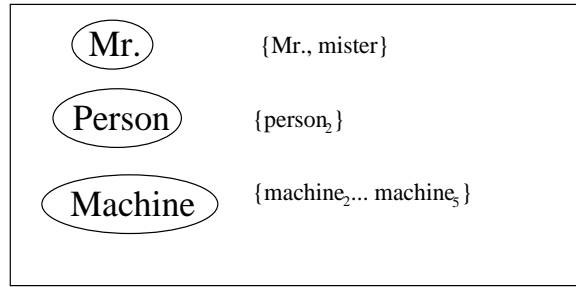 Mr. {Mr., mister}
Person {person₂}
Machine {machine₂... machine₅}